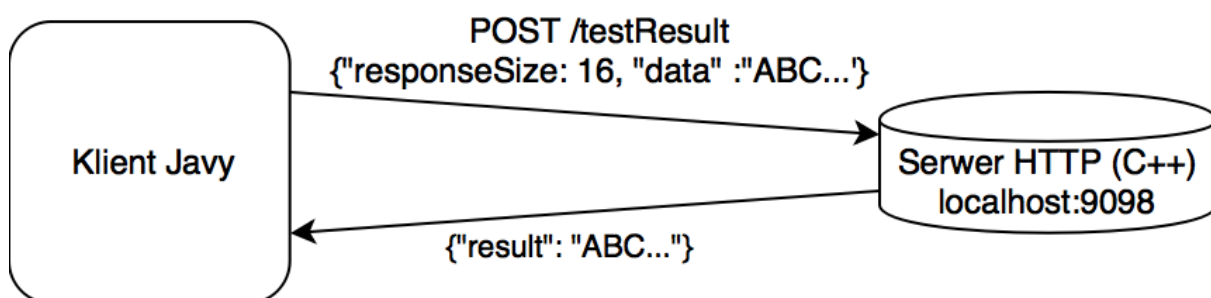 POST /testResult
{"responseSize: 16, "data" :"ABC...'}
Klient Javy
Serwer HTTP (C++)
localhost:9098
{"result": "ABC..."}